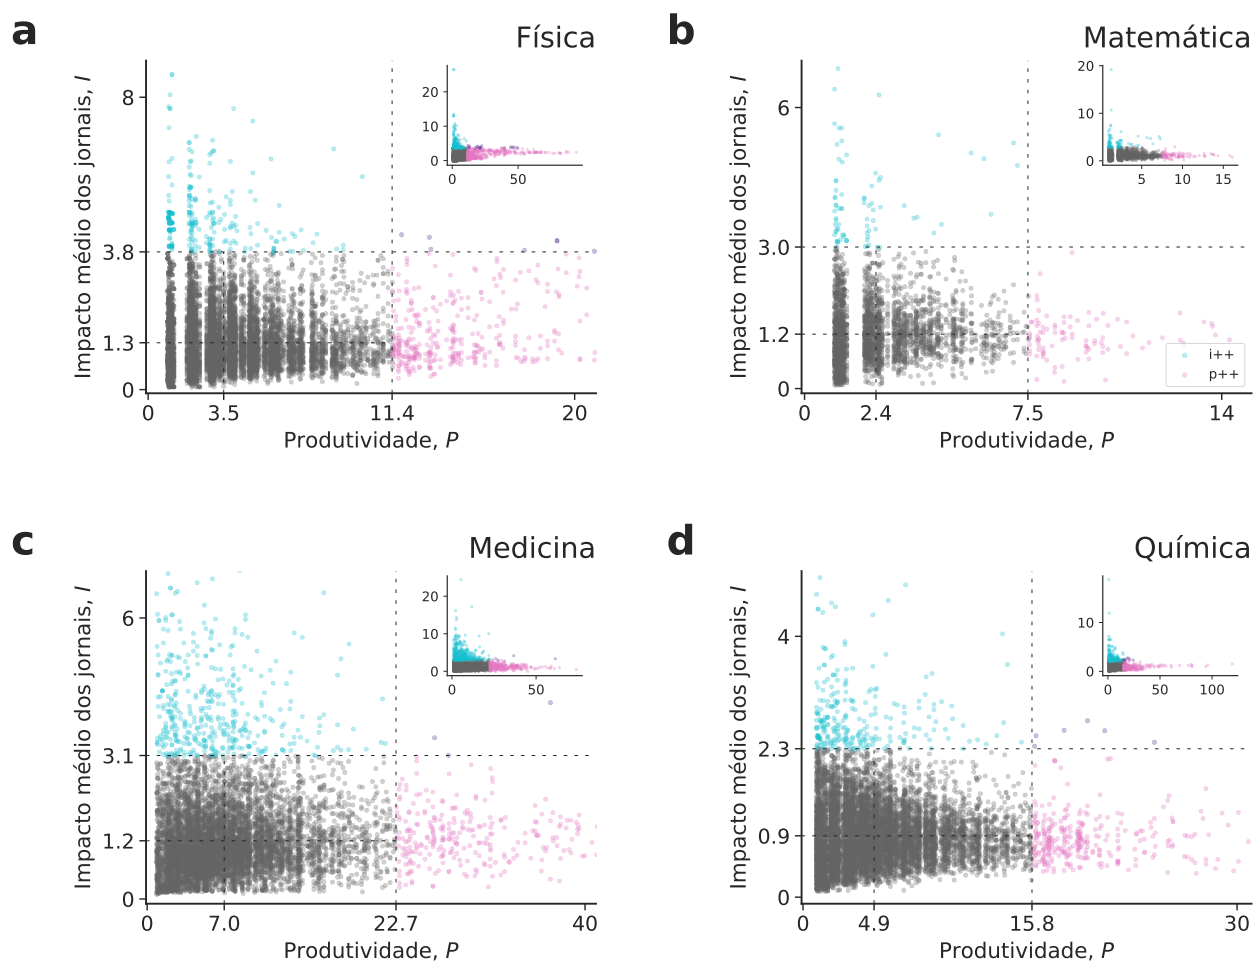 a
Física
Impacto médio dos jornais, I
8
3.8
1.3
0
0
3.5
11.4
20
Produtividade, P
20
10
0
0
50
b
Matemática
Impacto médio dos jornais, I
6
3.0
1.2
0
0
2.4
7.5
14
Produtividade, P
20
10
0
5
10
15
i++
p++
c
Medicina
Impacto médio dos jornais, I
6
3.1
1.2
0
0
7.0
22.7
40
Produtividade, P
20
10
0
0
50
d
Química
Impacto médio dos jornais, I
4
2.3
0.9
0
0
4.9
15.8
30
Produtividade, P
10
0
0
50
100